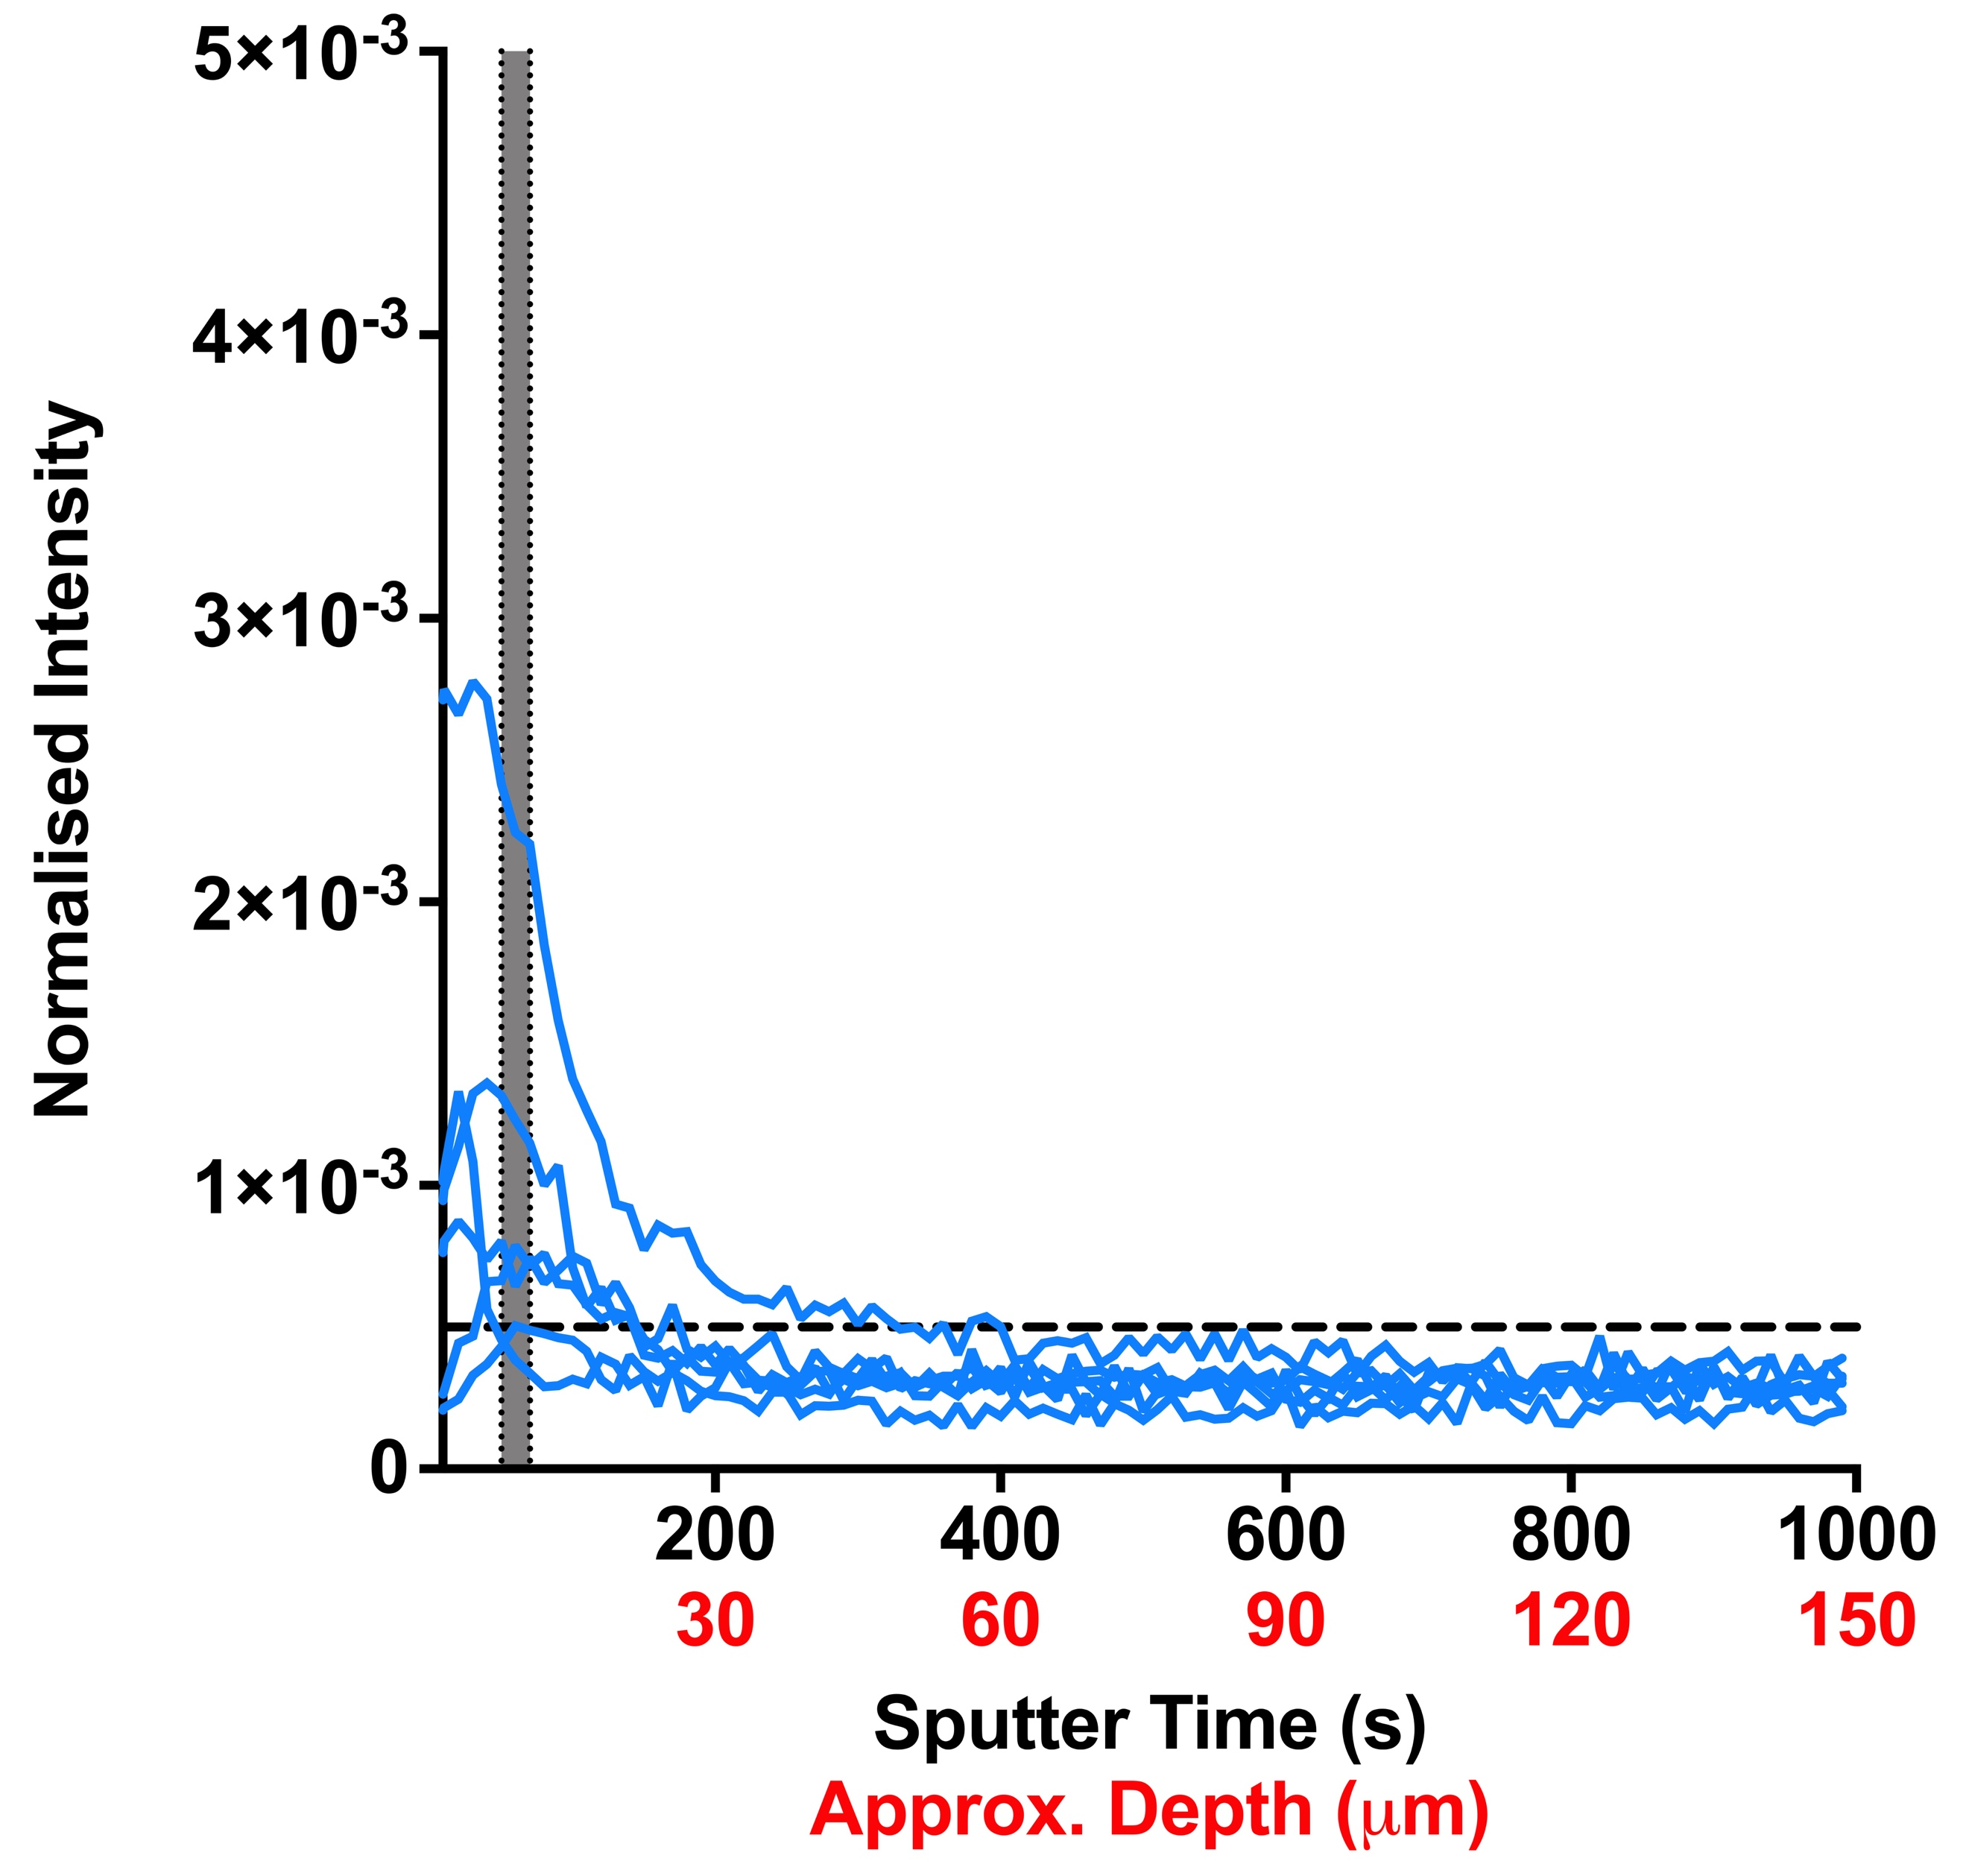 5×10⁻³
4×10⁻³
3×10⁻³
2×10⁻³
1×10⁻³
0
Normalised Intensity
200 400 600 800 1000
30 60 90 120 150
Sputter Time (s)
Approx. Depth (μm)